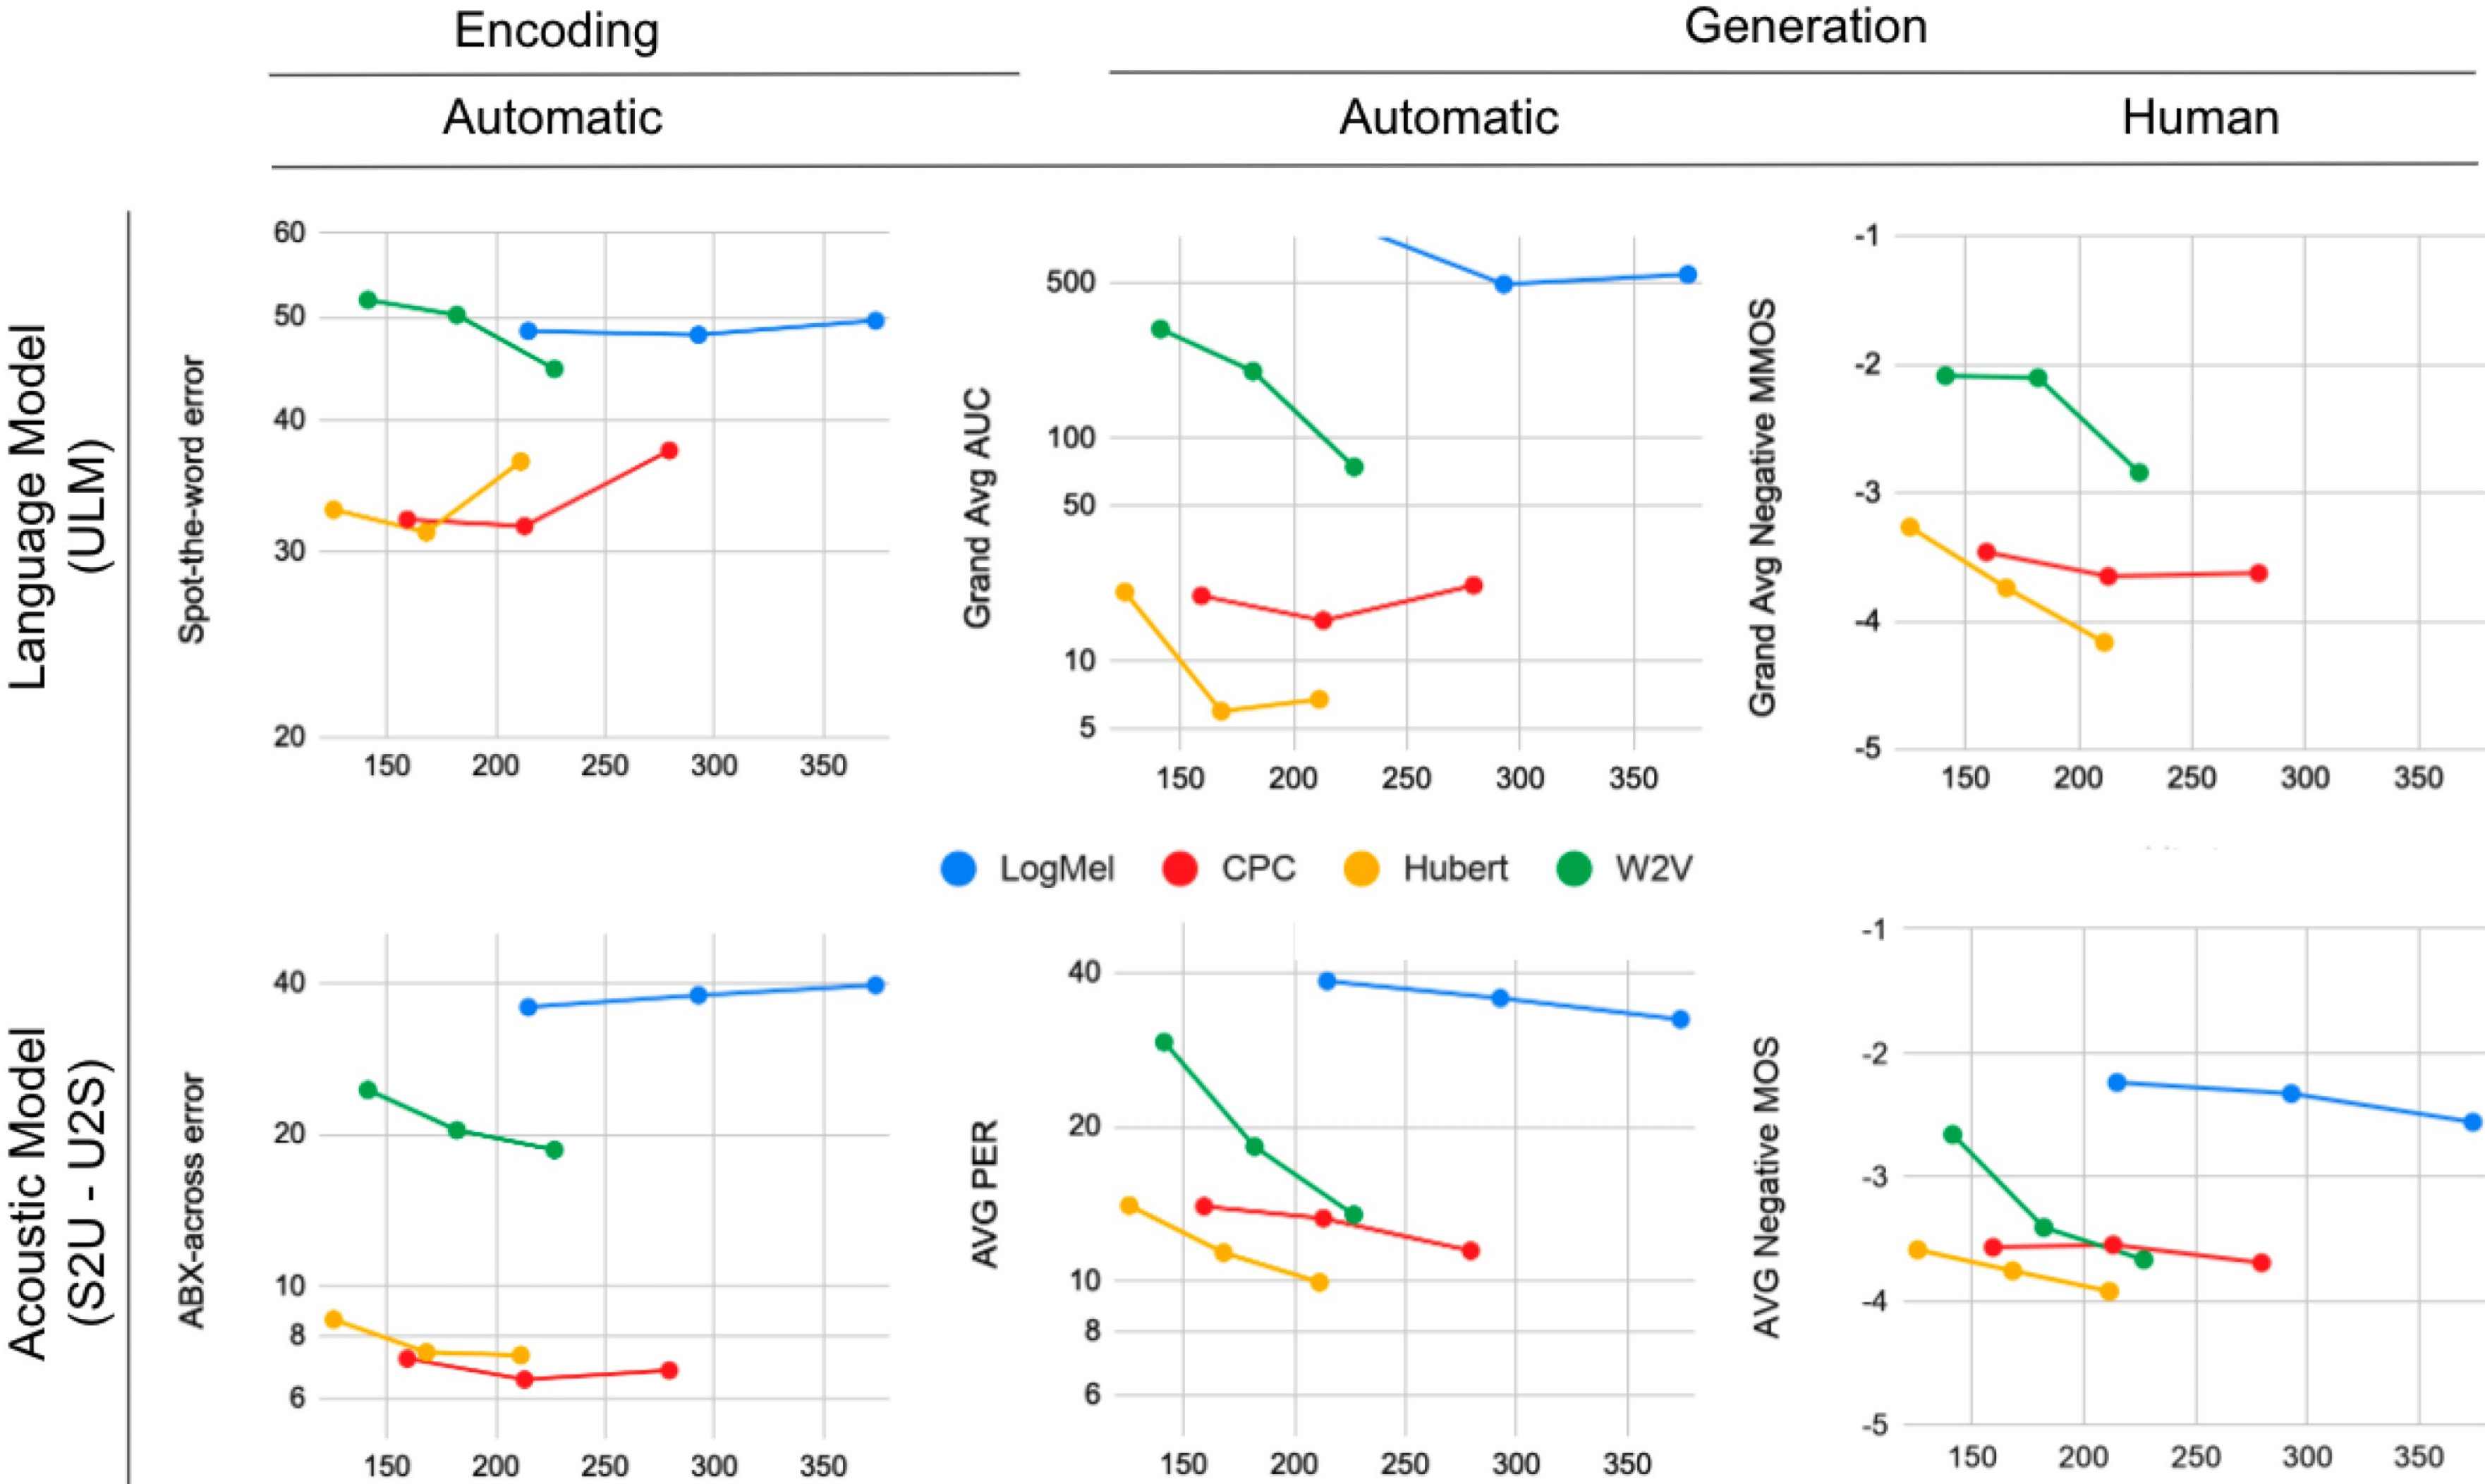 Encoding
Generation
Automatic
Automatic
Human
Language Model
(ULM)
Spot-the-word error
60
50
40
30
20
150 200 250 300 350
Grand Avg AUC
500
100
50
10
5
150 200 250 300 350
Grand Avg Negative MMOS
-1
-2
-3
-4
-5
150 200 250 300 350
LogMel CPC Hubert W2V
Acoustic Model
(S2U - U2S)
ABX-across error
40
20
10
8
6
150 200 250 300 350
AVG PER
40
20
10
8
6
150 200 250 300 350
AVG Negative MOS
-1
-2
-3
-4
-5
150 200 250 300 350